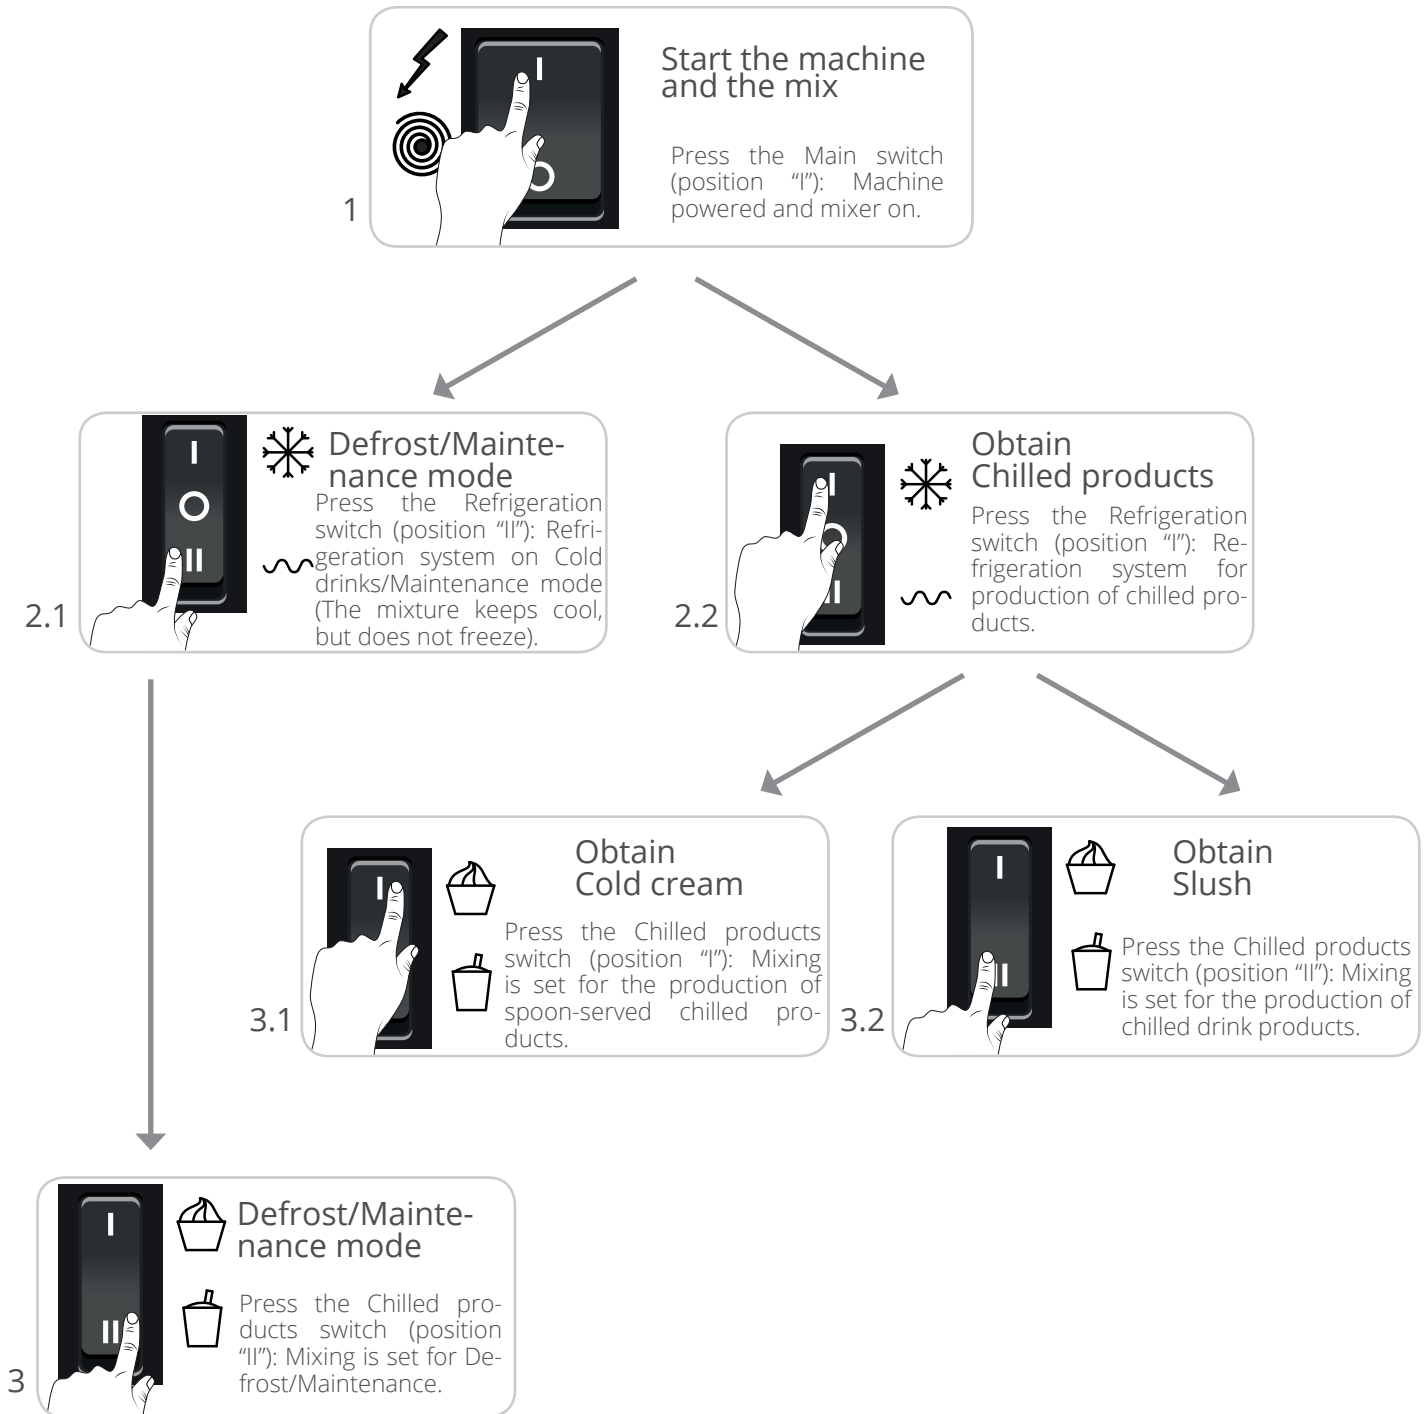 Start the machine
and the mix
Press the Main switch
(position “I”): Machine
powered and mixer on.
I
O
1
Defrost/Mainte-
nance mode
Press the Refrigeration
switch (position “II”): Refri-
geration system on Cold
drinks/Maintenance mode
(The mixture keeps cool,
but does not freeze).
I
O
II
2.1
Obtain
Chilled products
Press the Refrigeration
switch (position “I”): Re-
frigeration system for
production of chilled pro-
ducts.
I
O
II
2.2
Obtain
Cold cream
Press the Chilled products
switch (position “I”): Mixing
is set for the production of
spoon-served chilled pro-
ducts.
I
3.1
Obtain
Slush
Press the Chilled products
switch (position “II”): Mixing
is set for the production of
chilled drink products.
I
II
3.2
Defrost/Mainte-
nance mode
Press the Chilled pro-
ducts switch (position
“II”): Mixing is set for De-
frost/Maintenance.
I
II
3